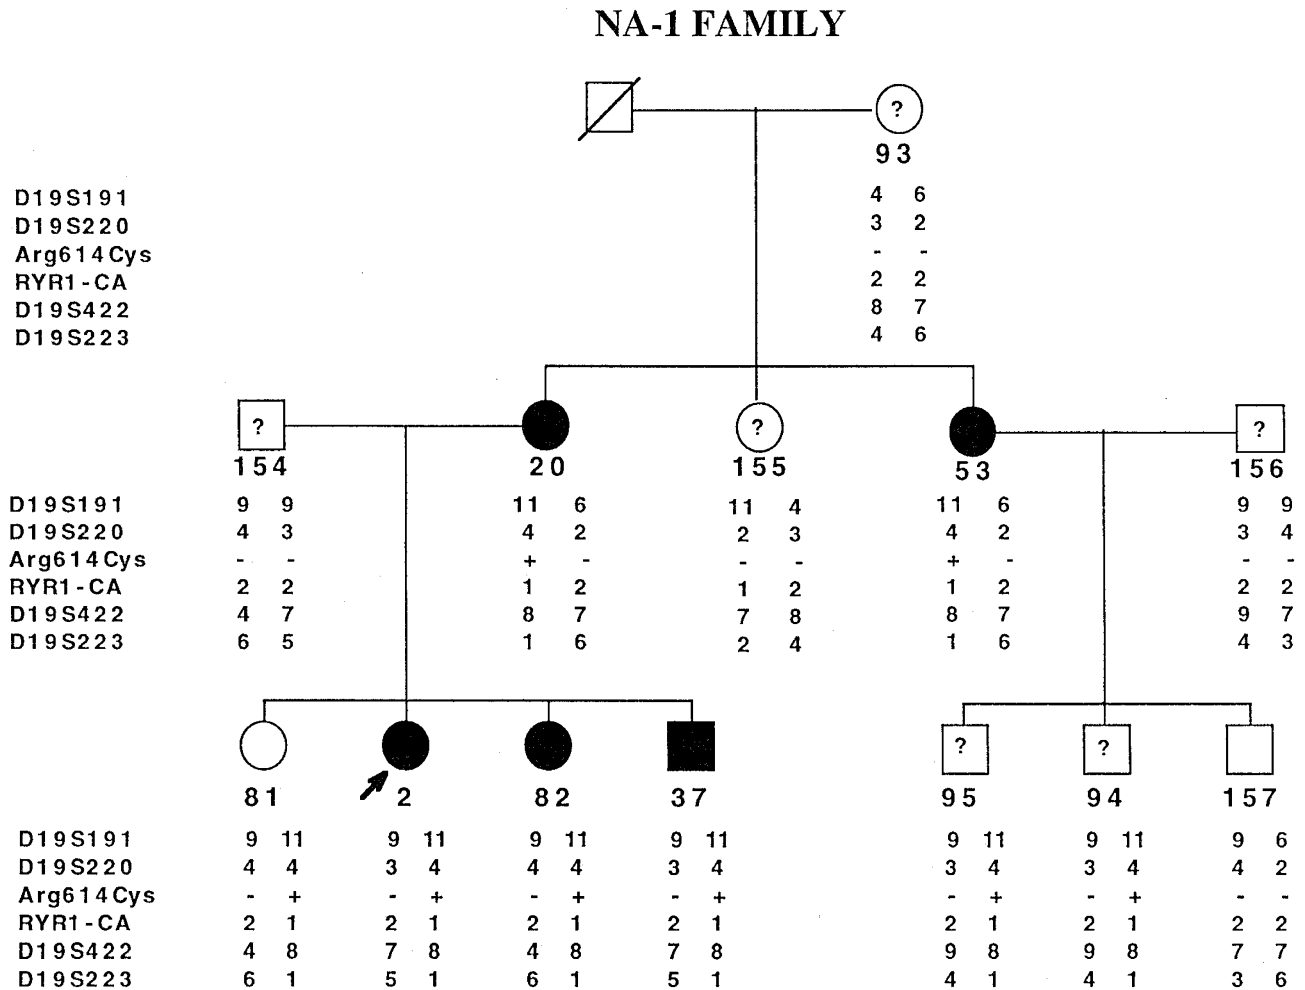 NA-1 FAMILY
?
93
D19S191 4 6
D19S220 3 2
Arg614Cys - -
RYR1-CA 2 2
D19S422 8 7
D19S223 4 6
? ? ?
154 20 155 53 156
D19S191 9 9 11 6 11 4 11 6 9 9
D19S220 4 3 4 2 2 3 4 2 3 4
Arg614Cys - - + - - - + - - -
RYR1-CA 2 2 1 2 1 2 1 2 2 2
D19S422 4 7 8 7 7 8 8 7 9 7
D19S223 6 5 1 6 2 4 1 6 4 3
? ?
81 2 82 37 95 94 157
D19S191 9 11 9 11 9 11 9 11 9 11 9 11 9 6
D19S220 4 4 3 4 4 4 3 4 3 4 3 4 4 2
Arg614Cys - + - + - + - + - + - + - -
RYR1-CA 2 1 2 1 2 1 2 1 2 1 2 1 2 2
D19S422 4 8 7 8 4 8 7 8 9 8 9 8 7 7
D19S223 6 1 5 1 6 1 5 1 4 1 4 1 3 6